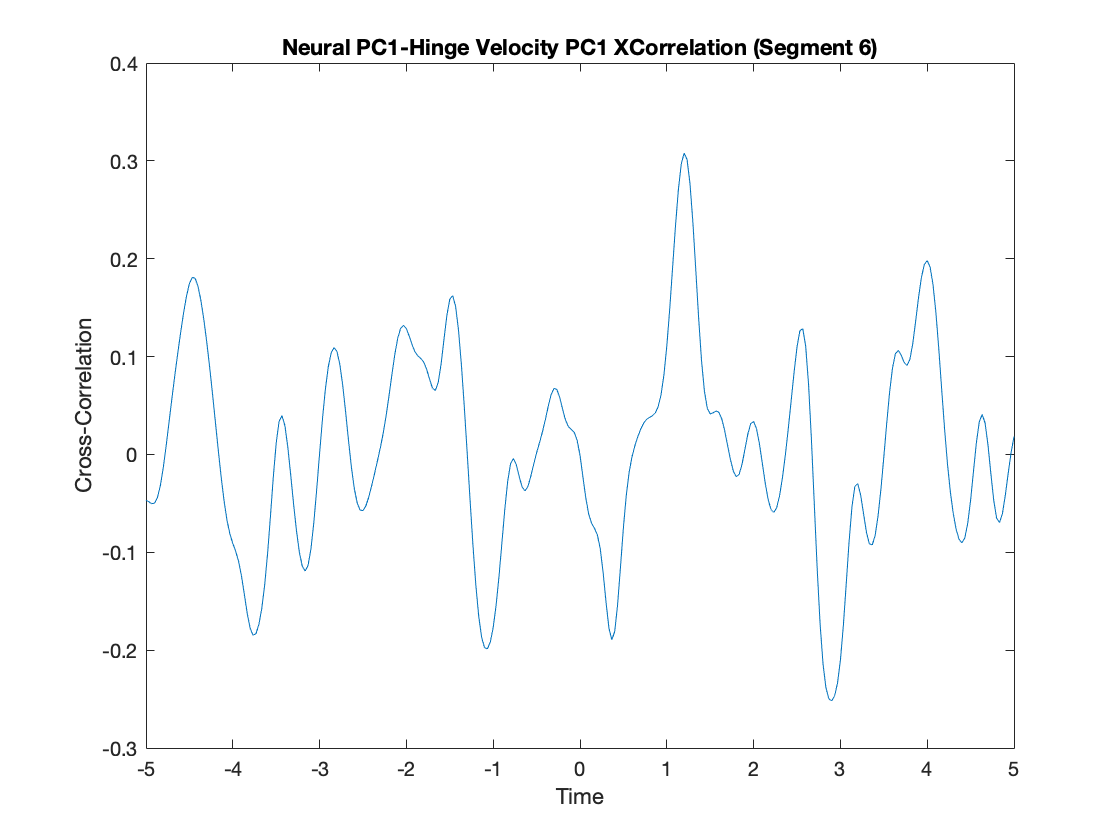 Neural PC1-Hinge Velocity PC1 XCorrelation (Segment 6)
0.4
0.3
0.2
0.1
0
-0.1
-0.2
-0.3
Cross-Correlation
-5 -4 -3 -2 -1 0 1 2 3 4 5
Time